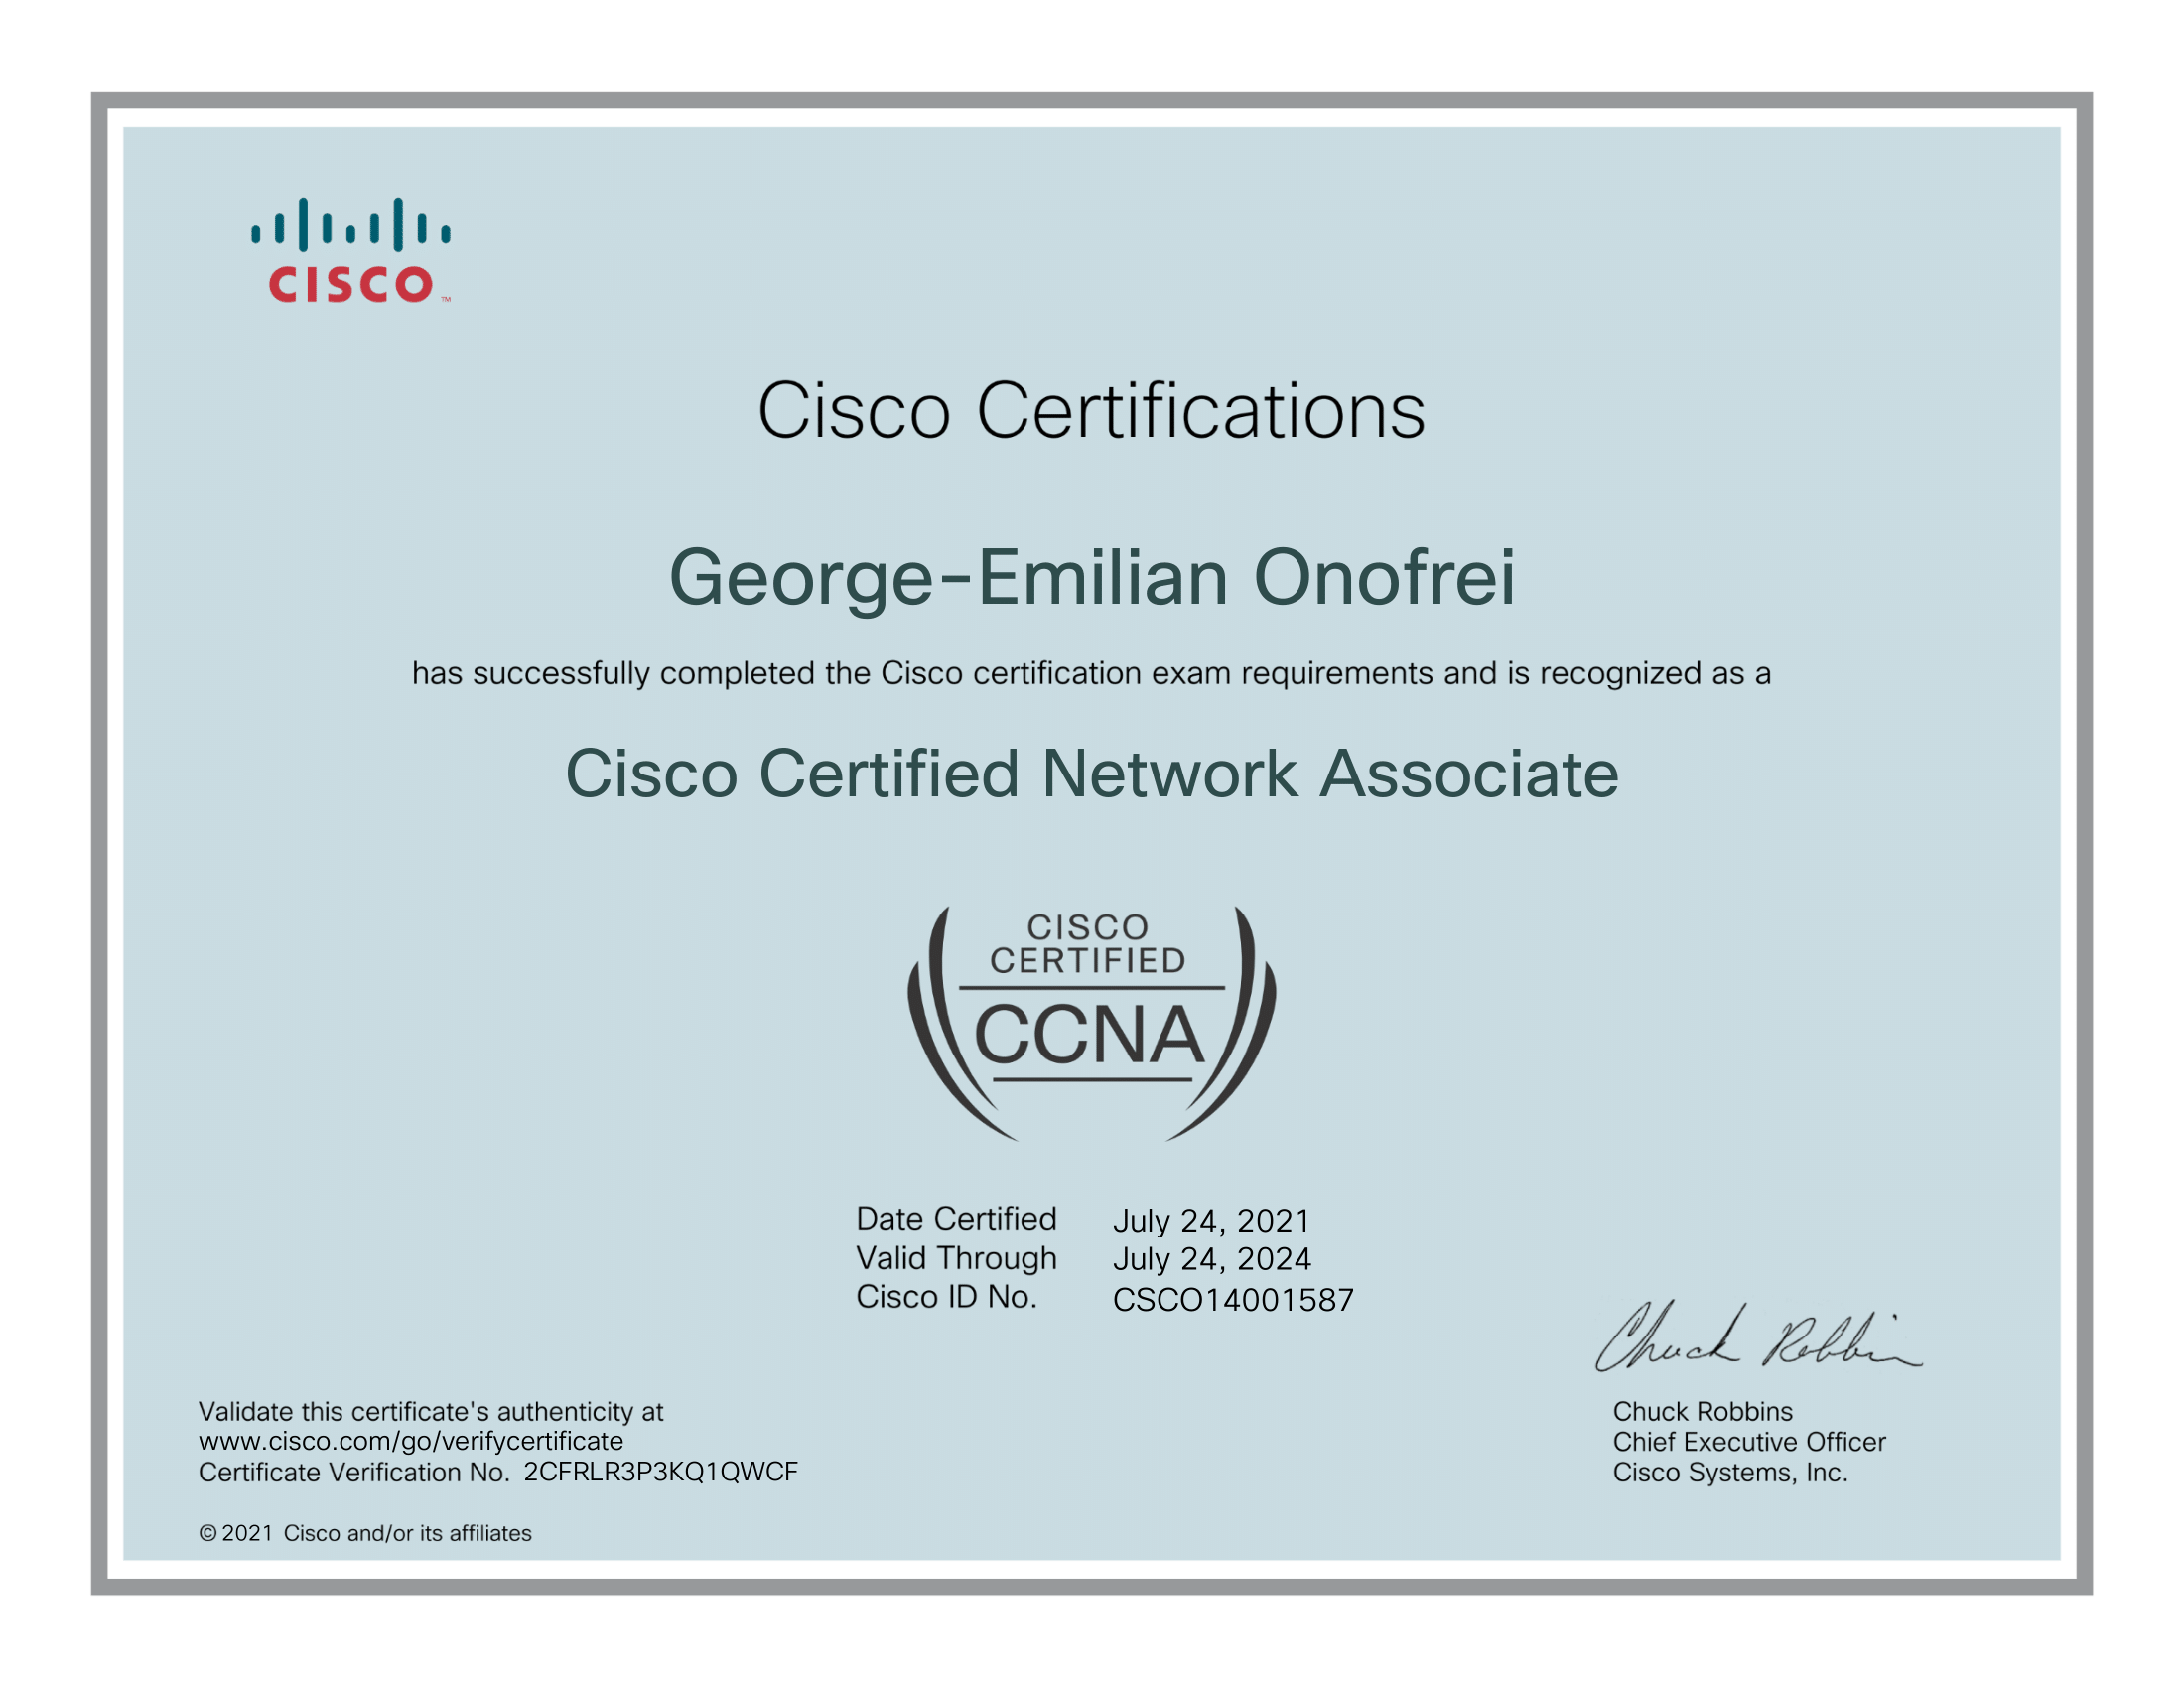 CISCO™
Cisco Certifications
George-Emilian Onofrei
has successfully completed the Cisco certification exam requirements and is recognized as a
Cisco Certified Network Associate
CISCO
CERTIFIED
CCNA
Date Certified July 24, 2021
Valid Through July 24, 2024
Cisco ID No. CSCO14001587
Chuck Robbins
Validate this certificate's authenticity at
www.cisco.com/go/verifycertificate
Certificate Verification No. 2CFRLR3P3KQ1QWCF
Chuck Robbins
Chief Executive Officer
Cisco Systems, Inc.
© 2021 Cisco and/or its affiliates